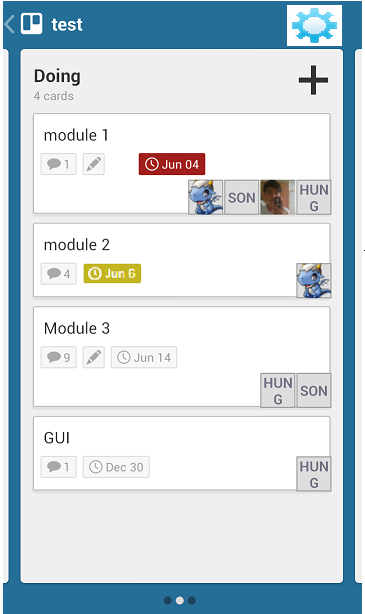 test
Doing
4 cards
module 1
1 Jun 04
SON HUN
G
module 2
4 Jun 6
Module 3
9 Jun 14
HUN SON
G
GUI
1 Dec 30
HUN
G